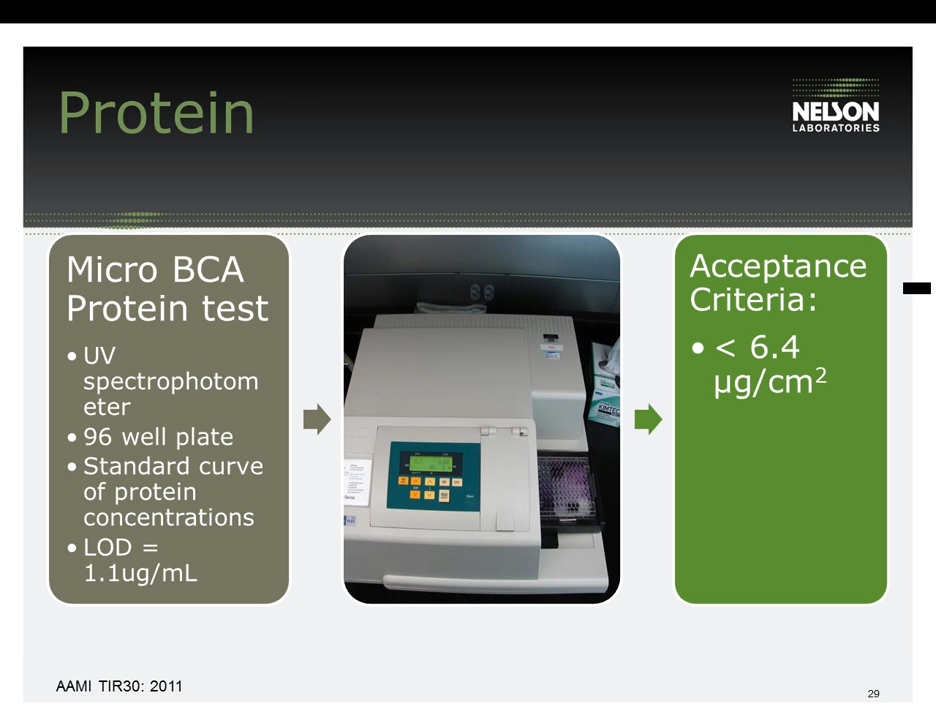 Protein
NELSON
LABORATORIES
Micro BCA
Protein test
• UV
spectrophotom
eter
• 96 well plate
• Standard curve
of protein
concentrations
• LOD =
1.1ug/mL
KIMTECH
Acceptance
Criteria:
• < 6.4
µg/cm²
AAMI TIR30: 2011
29